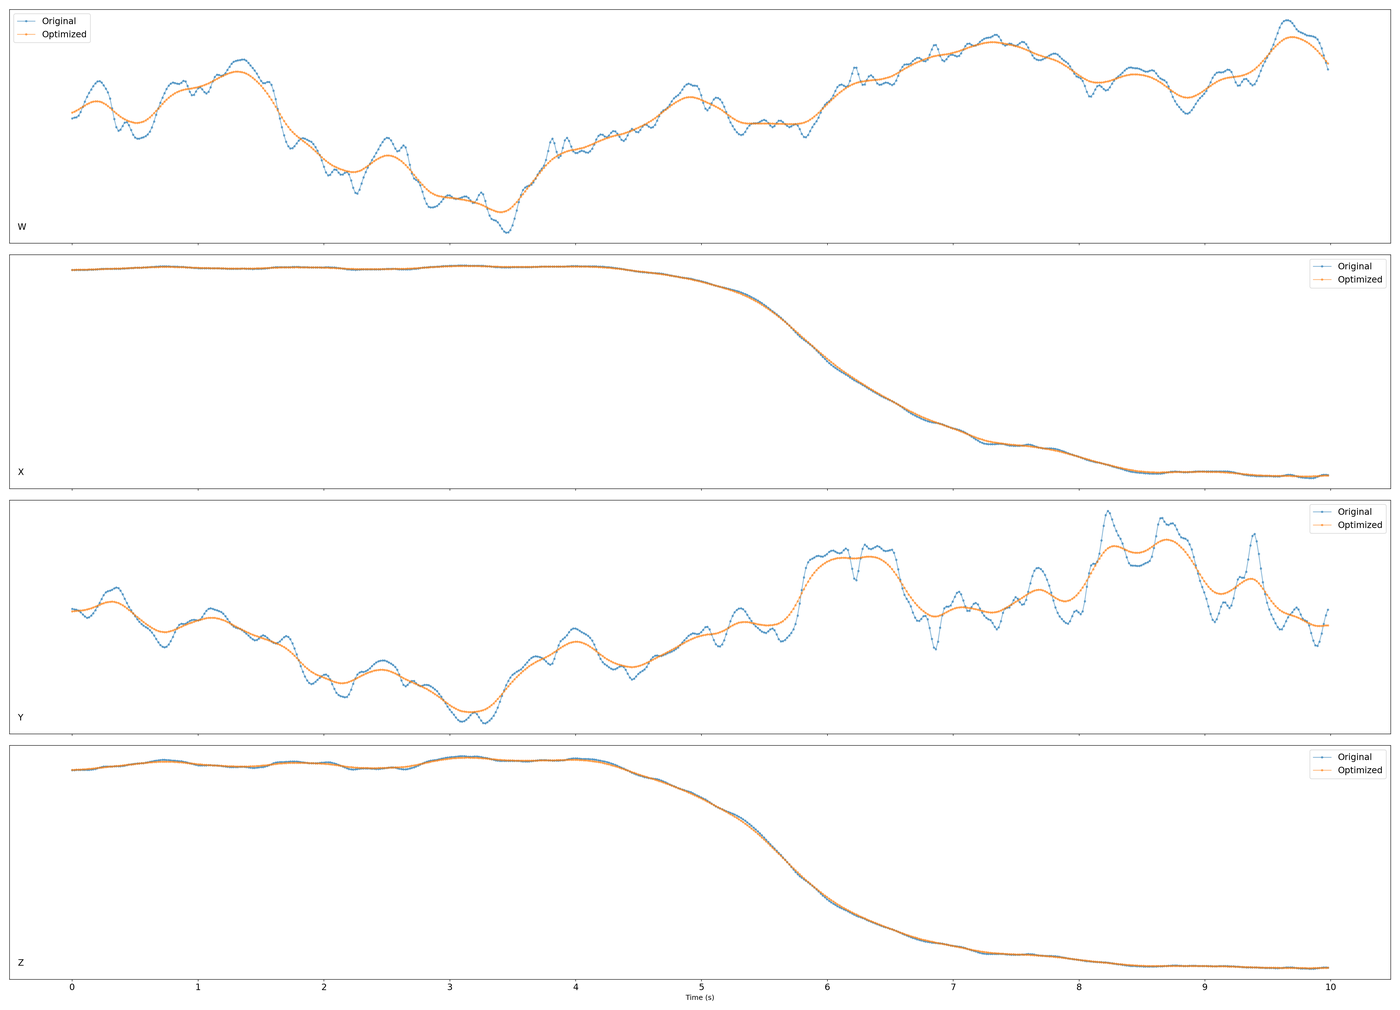 Original
Optimized
W
Original
Optimized
X
Original
Optimized
Y
Original
Optimized
Z
0 1 2 3 4 5 6 7 8 9 10
Time (s)